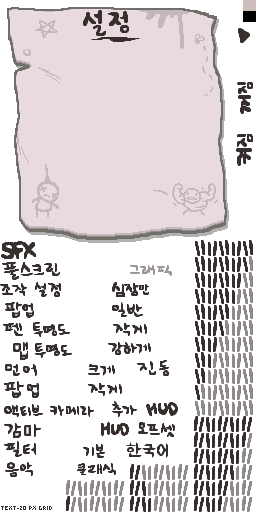 설정
SFX
풀스크린 그래픽
조각 설정 심장만
팝업 일반
펜 투명도 작게
맵 투명도 강하게
언어 크게 진동
팝업 작게
액티브 카메라 추가 HUD
감마 HUD 오프셋
필터 기본 한국어
음악 클래식
TEXT-20 PX GRID